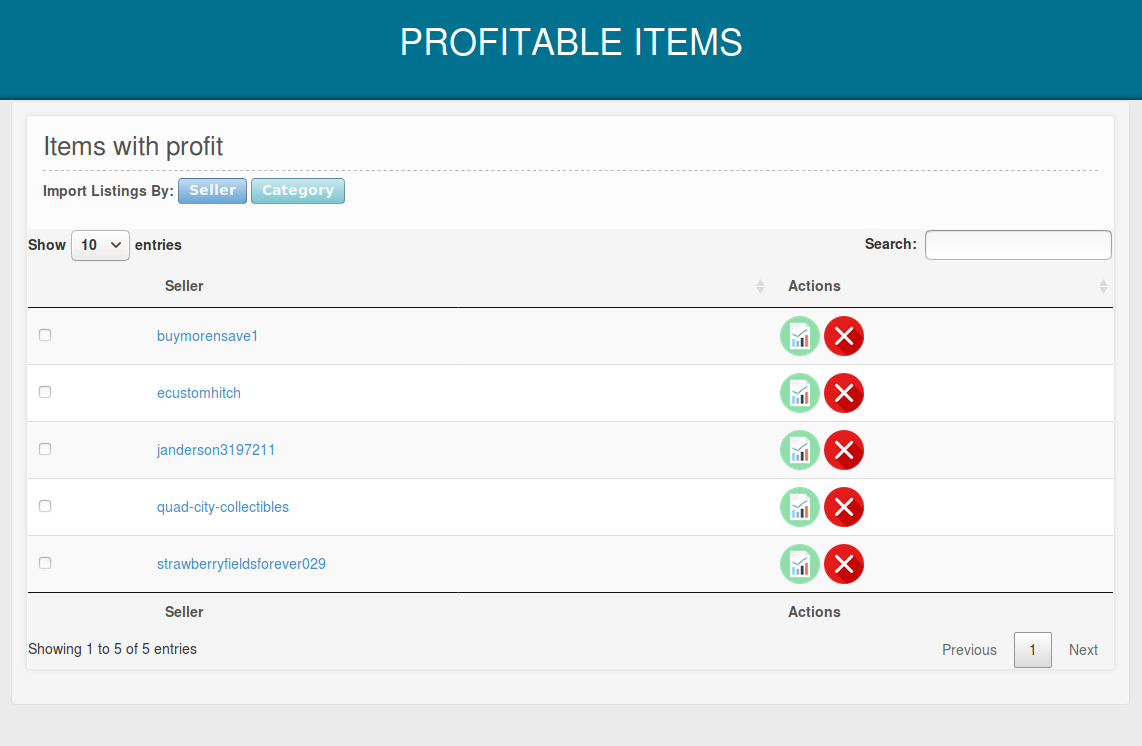 PROFITABLE ITEMS
Items with profit
Import Listings By: Seller Category
Show 10 entries Search:
Seller Actions
buymorensave1
ecustomhitch
janderson3197211
quad-city-collectibles
strawberryfieldsforever029
Seller Actions
Showing 1 to 5 of 5 entries Previous 1 Next